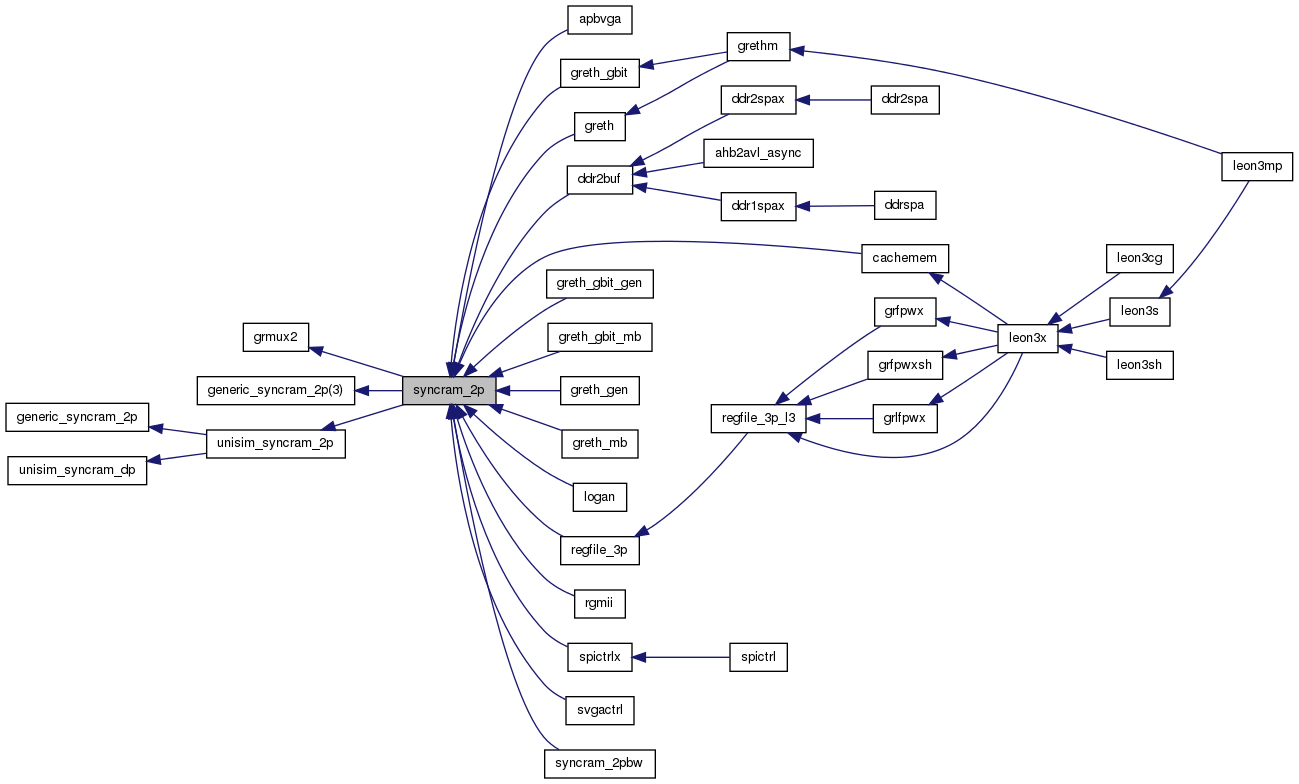 apbvga
grethm
greth_gbit
ddr2spax
ddr2spa
greth
ahb2avl_async
leon3mp
ddr2buf
ddr1spax
ddrspa
cachemem
leon3cg
greth_gbit_gen
grfpwx
leon3s
grmux2
greth_gbit_mb
leon3x
grfpwxsh
leon3sh
generic_syncram_2p(3)
syncram_2p
greth_gen
generic_syncram_2p
regfile_3p_l3
grlfpwx
unisim_syncram_2p
greth_mb
unisim_syncram_dp
logan
regfile_3p
rgmii
spictrlx
spictrl
svgactrl
syncram_2pbw